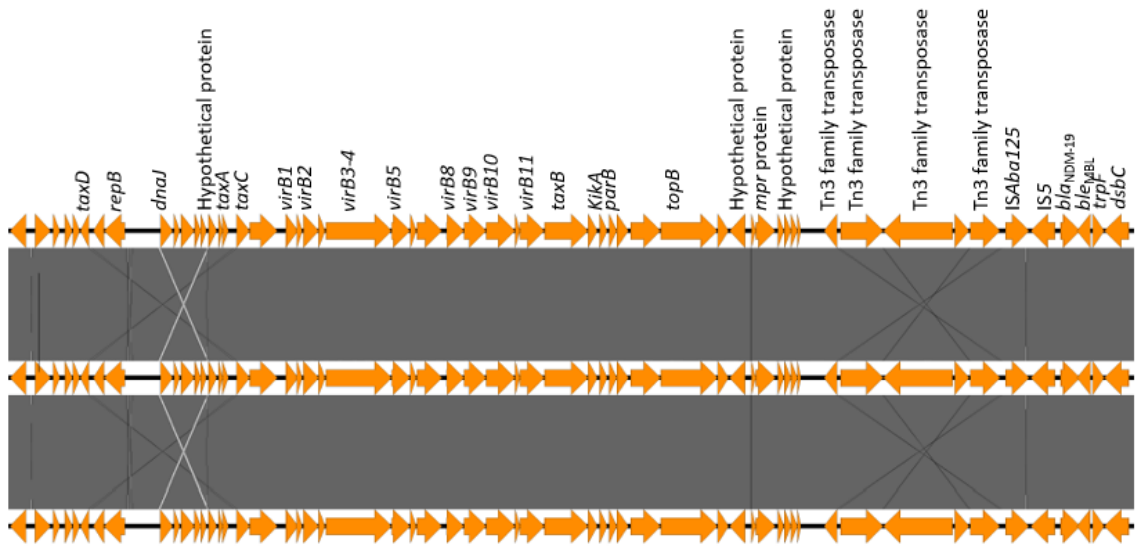 taxD
repB
dnaJ
Hypothetical protein
taxA
taxC
virB1
virB2
virB3-4
virB5
virB8
virB9
virB10
virB11
taxB
KikA
parB
topB
Hypothetical protein
mpr protein
Hypothetical protein
Tn3 family transposase
Tn3 family transposase
Tn3 family transposase
Tn3 family transposase
ISAba125
IS5
blaNDM-19
bleMBL
trpF
dsbC